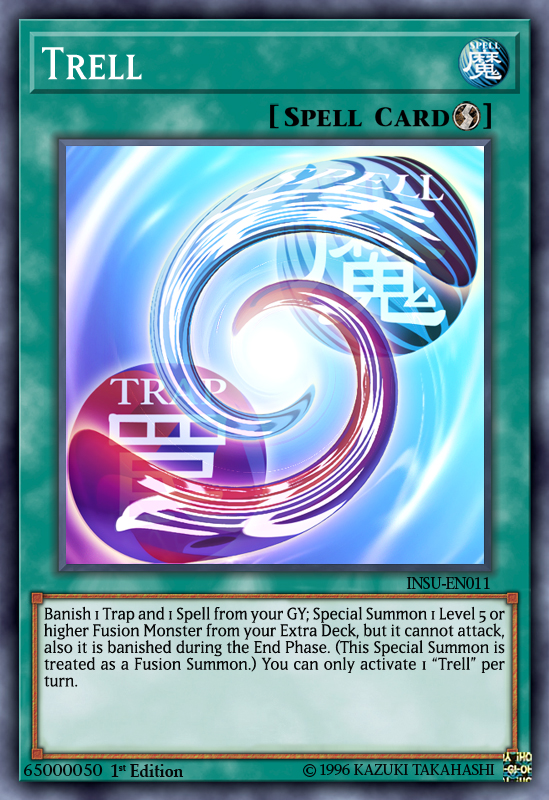 TRELL
SPELL
魔
[SPELL CARD]
SPELL
魔
TRAP
罠
INSU-EN011
Banish 1 Trap and 1 Spell from your GY; Special Summon 1 Level 5 or
higher Fusion Monster from your Extra Deck, but it cannot attack,
also it is banished during the End Phase. (This Special Summon is
treated as a Fusion Summon.) You can only activate 1 “Trell” per
turn.
65000050 1st Edition © 1996 KAZUKI TAKAHASHI